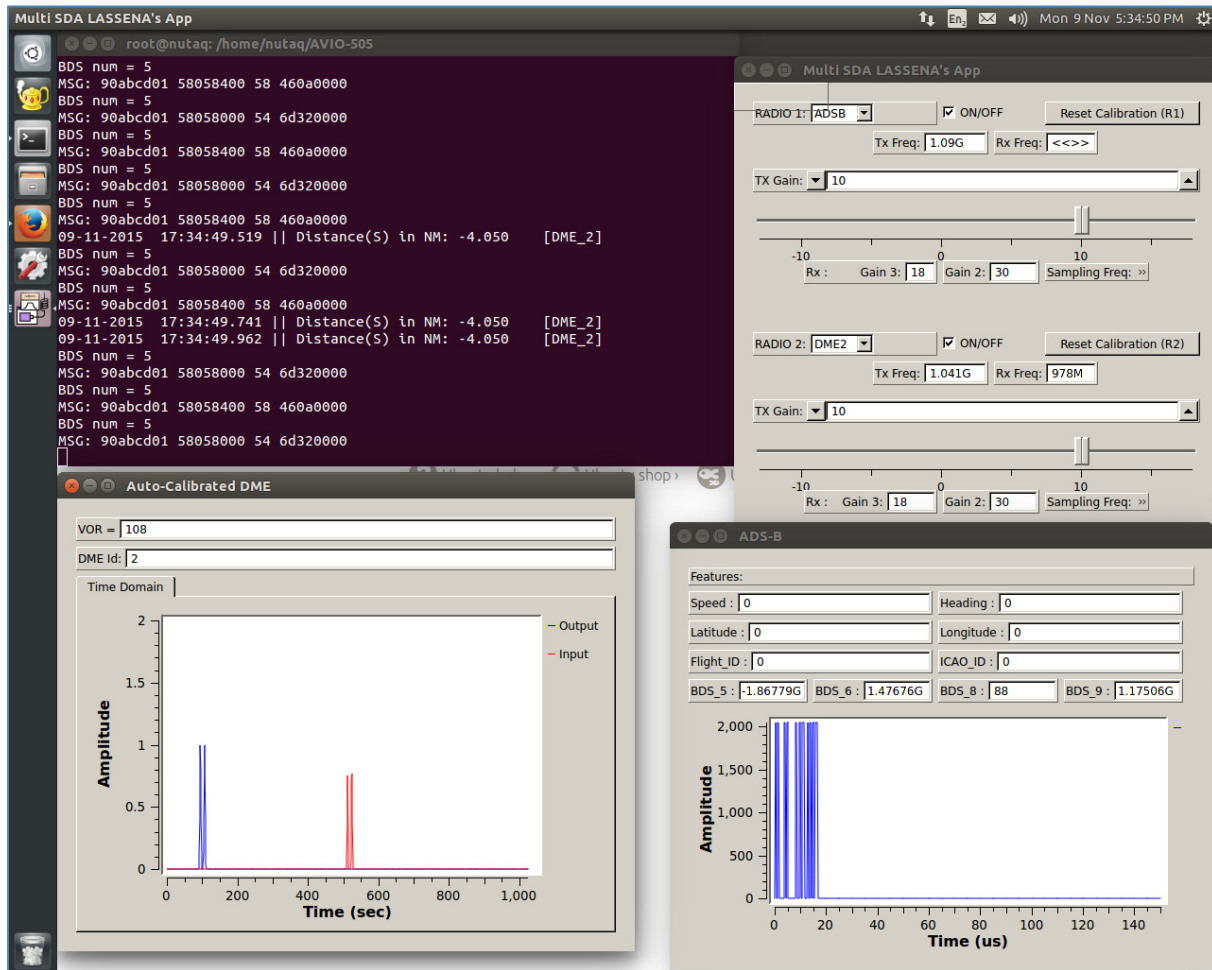 Multi SDA LASSENA's App
En2
Mon 9 Nov 5:34:50 PM
root@nutaq: /home/nutaq/AVIO-505
BDS num = 5
MSG: 90abcd01 58058400 58 460a0000
BDS num = 5
MSG: 90abcd01 58058000 54 6d320000
BDS num = 5
MSG: 90abcd01 58058400 58 460a0000
BDS num = 5
MSG: 90abcd01 58058000 54 6d320000
BDS num = 5
MSG: 90abcd01 58058400 58 460a0000
09-11-2015 17:34:49.519 || Distance(S) in NM: -4.050 [DME_2]
BDS num = 5
MSG: 90abcd01 58058000 54 6d320000
BDS num = 5
MSG: 90abcd01 58058400 58 460a0000
09-11-2015 17:34:49.741 || Distance(S) in NM: -4.050 [DME_2]
09-11-2015 17:34:49.962 || Distance(S) in NM: -4.050 [DME_2]
BDS num = 5
MSG: 90abcd01 58058000 54 6d320000
BDS num = 5
MSG: 90abcd01 58058400 58 460a0000
BDS num = 5
MSG: 90abcd01 58058000 54 6d320000
Multi SDA LASSENA's App
RADIO 1: ADSB ON/OFF Reset Calibration (R1)
Tx Freq: 1.09G Rx Freq: <<>>
TX Gain: 10
-10 0 10
Rx : Gain 3: 18 Gain 2: 30 Sampling Freq: »
RADIO 2: DME2 ON/OFF Reset Calibration (R2)
Tx Freq: 1.041G Rx Freq: 978M
TX Gain: 10
-10 0 10
Rx : Gain 3: 18 Gain 2: 30 Sampling Freq: »
shop ›
Auto-Calibrated DME
VOR = 108
DME Id: 2
Time Domain
2
1.5
1
0.5
0
Amplitude
Output
Input
0 200 400 600 800 1,000
Time (sec)
ADS-B
Features:
Speed : 0 Heading : 0
Latitude : 0 Longitude : 0
Flight_ID : 0 ICAO_ID : 0
BDS_5 : -1.86779G BDS_6 : 1.47676G BDS_8 : 88 BDS_9 : 1.17506G
2,000
1,500
1,000
500
0
Amplitude
0 20 40 60 80 100 120 140
Time (us)